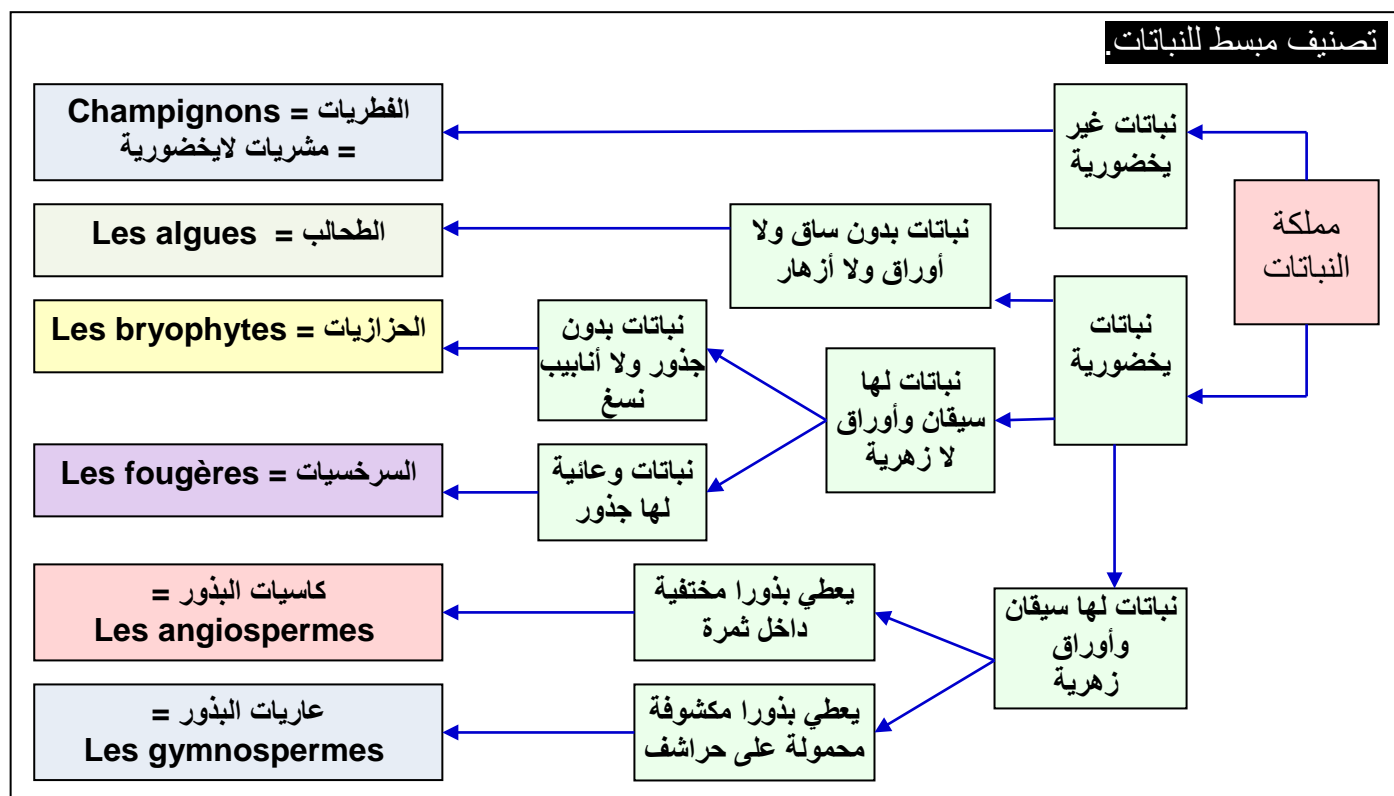 تصنيف مبسط للنباتات.
مملكة
النباتات
نباتات غير
يخضورية
الفطريات = Champignons
= مشريات لايخضورية
نباتات
يخضورية
نباتات بدون ساق ولا
أوراق ولا أزهار
الطحالب = Les algues
نباتات لها
سيقان وأوراق
لا زهرية
نباتات بدون
جذور ولا أنابيب
نسغ
الحزازيات = Les bryophytes
نباتات وعائية
لها جذور
السرخسيات = Les fougères
نباتات لها سيقان
وأوراق
زهرية
يعطي بذورا مختفية
داخل ثمرة
كاسيات البذور =
Les angiospermes
يعطي بذورا مكشوفة
محمولة على حراشف
عاريات البذور =
Les gymnospermes